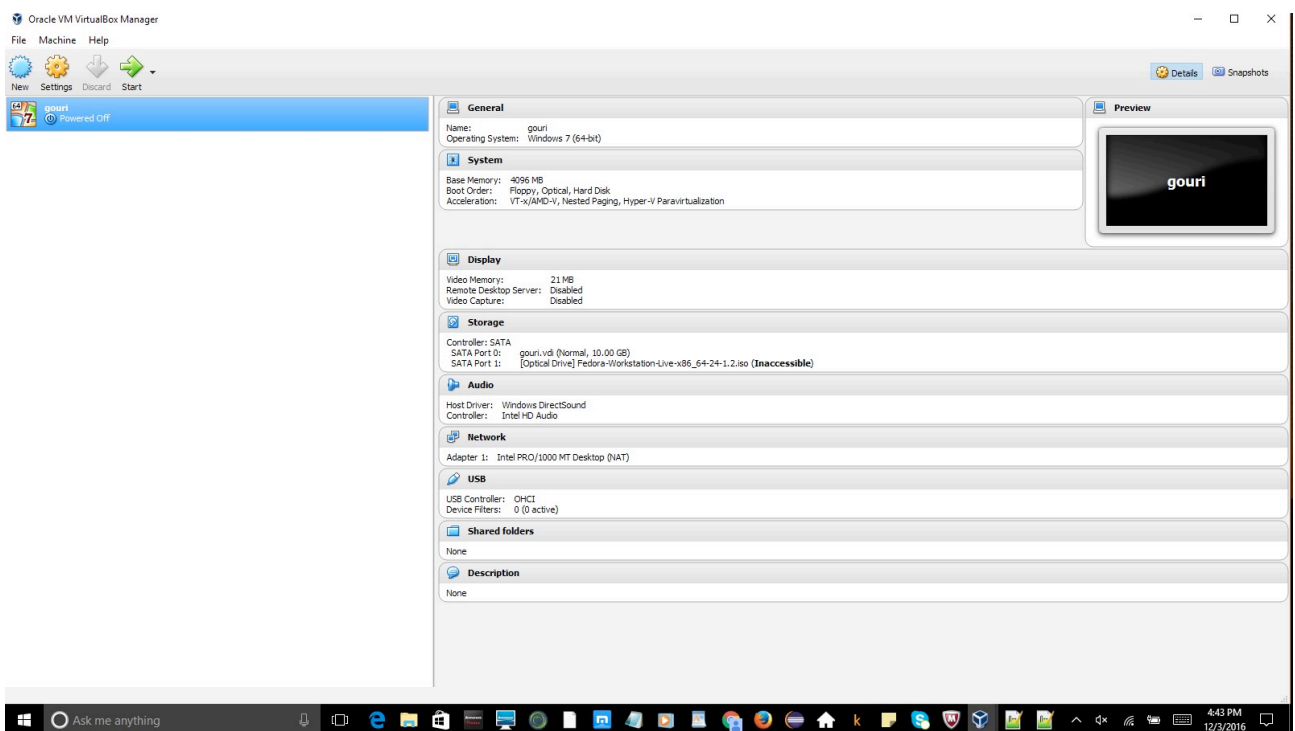 Oracle VM VirtualBox Manager
File Machine Help
New Settings Discard Start
Details Snapshots
64
7
gouri
Powered Off
General
Name: gouri
Operating System: Windows 7 (64-bit)
System
Base Memory: 4096 MB
Boot Order: Floppy, Optical, Hard Disk
Acceleration: VT-x/AMD-V, Nested Paging, Hyper-V Paravirtualization
Preview
gouri
Display
Video Memory: 21 MB
Remote Desktop Server: Disabled
Video Capture: Disabled
Storage
Controller: SATA
SATA Port 0: gouri.vdi (Normal, 10.00 GB)
SATA Port 1: [Optical Drive] Fedora-Workstation-Live-x86_64-24-1.2.iso (Inaccessible)
Audio
Host Driver: Windows DirectSound
Controller: Intel HD Audio
Network
Adapter 1: Intel PRO/1000 MT Desktop (NAT)
USB
USB Controller: OHCI
Device Filters: 0 (0 active)
Shared folders
None
Description
None
Ask me anything
k
4:43 PM
12/3/2016